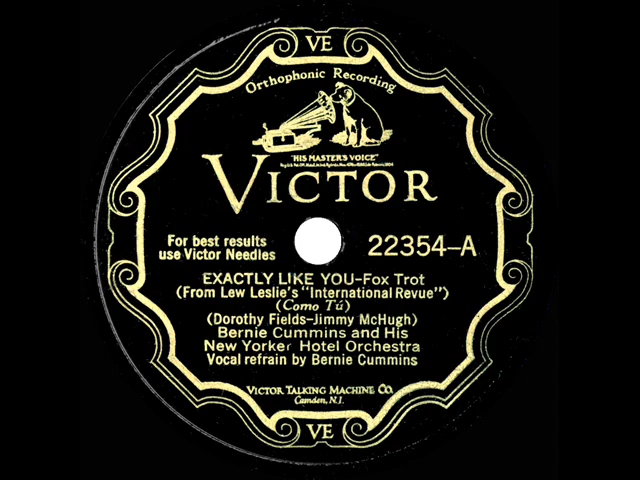 VE
Orthophonic Recording
"HIS MASTER'S VOICE"
VICTOR
For best results
use Victor Needles
22354-A
EXACTLY LIKE YOU-Fox Trot
(From Lew Leslie's "International Revue")
(Como Tú)
(Dorothy Fields-Jimmy McHugh)
Bernie Cummins and His
New Yorker Hotel Orchestra
Vocal refrain by Bernie Cummins
VICTOR TALKING MACHINE CO.
Camden, N.J.
VE